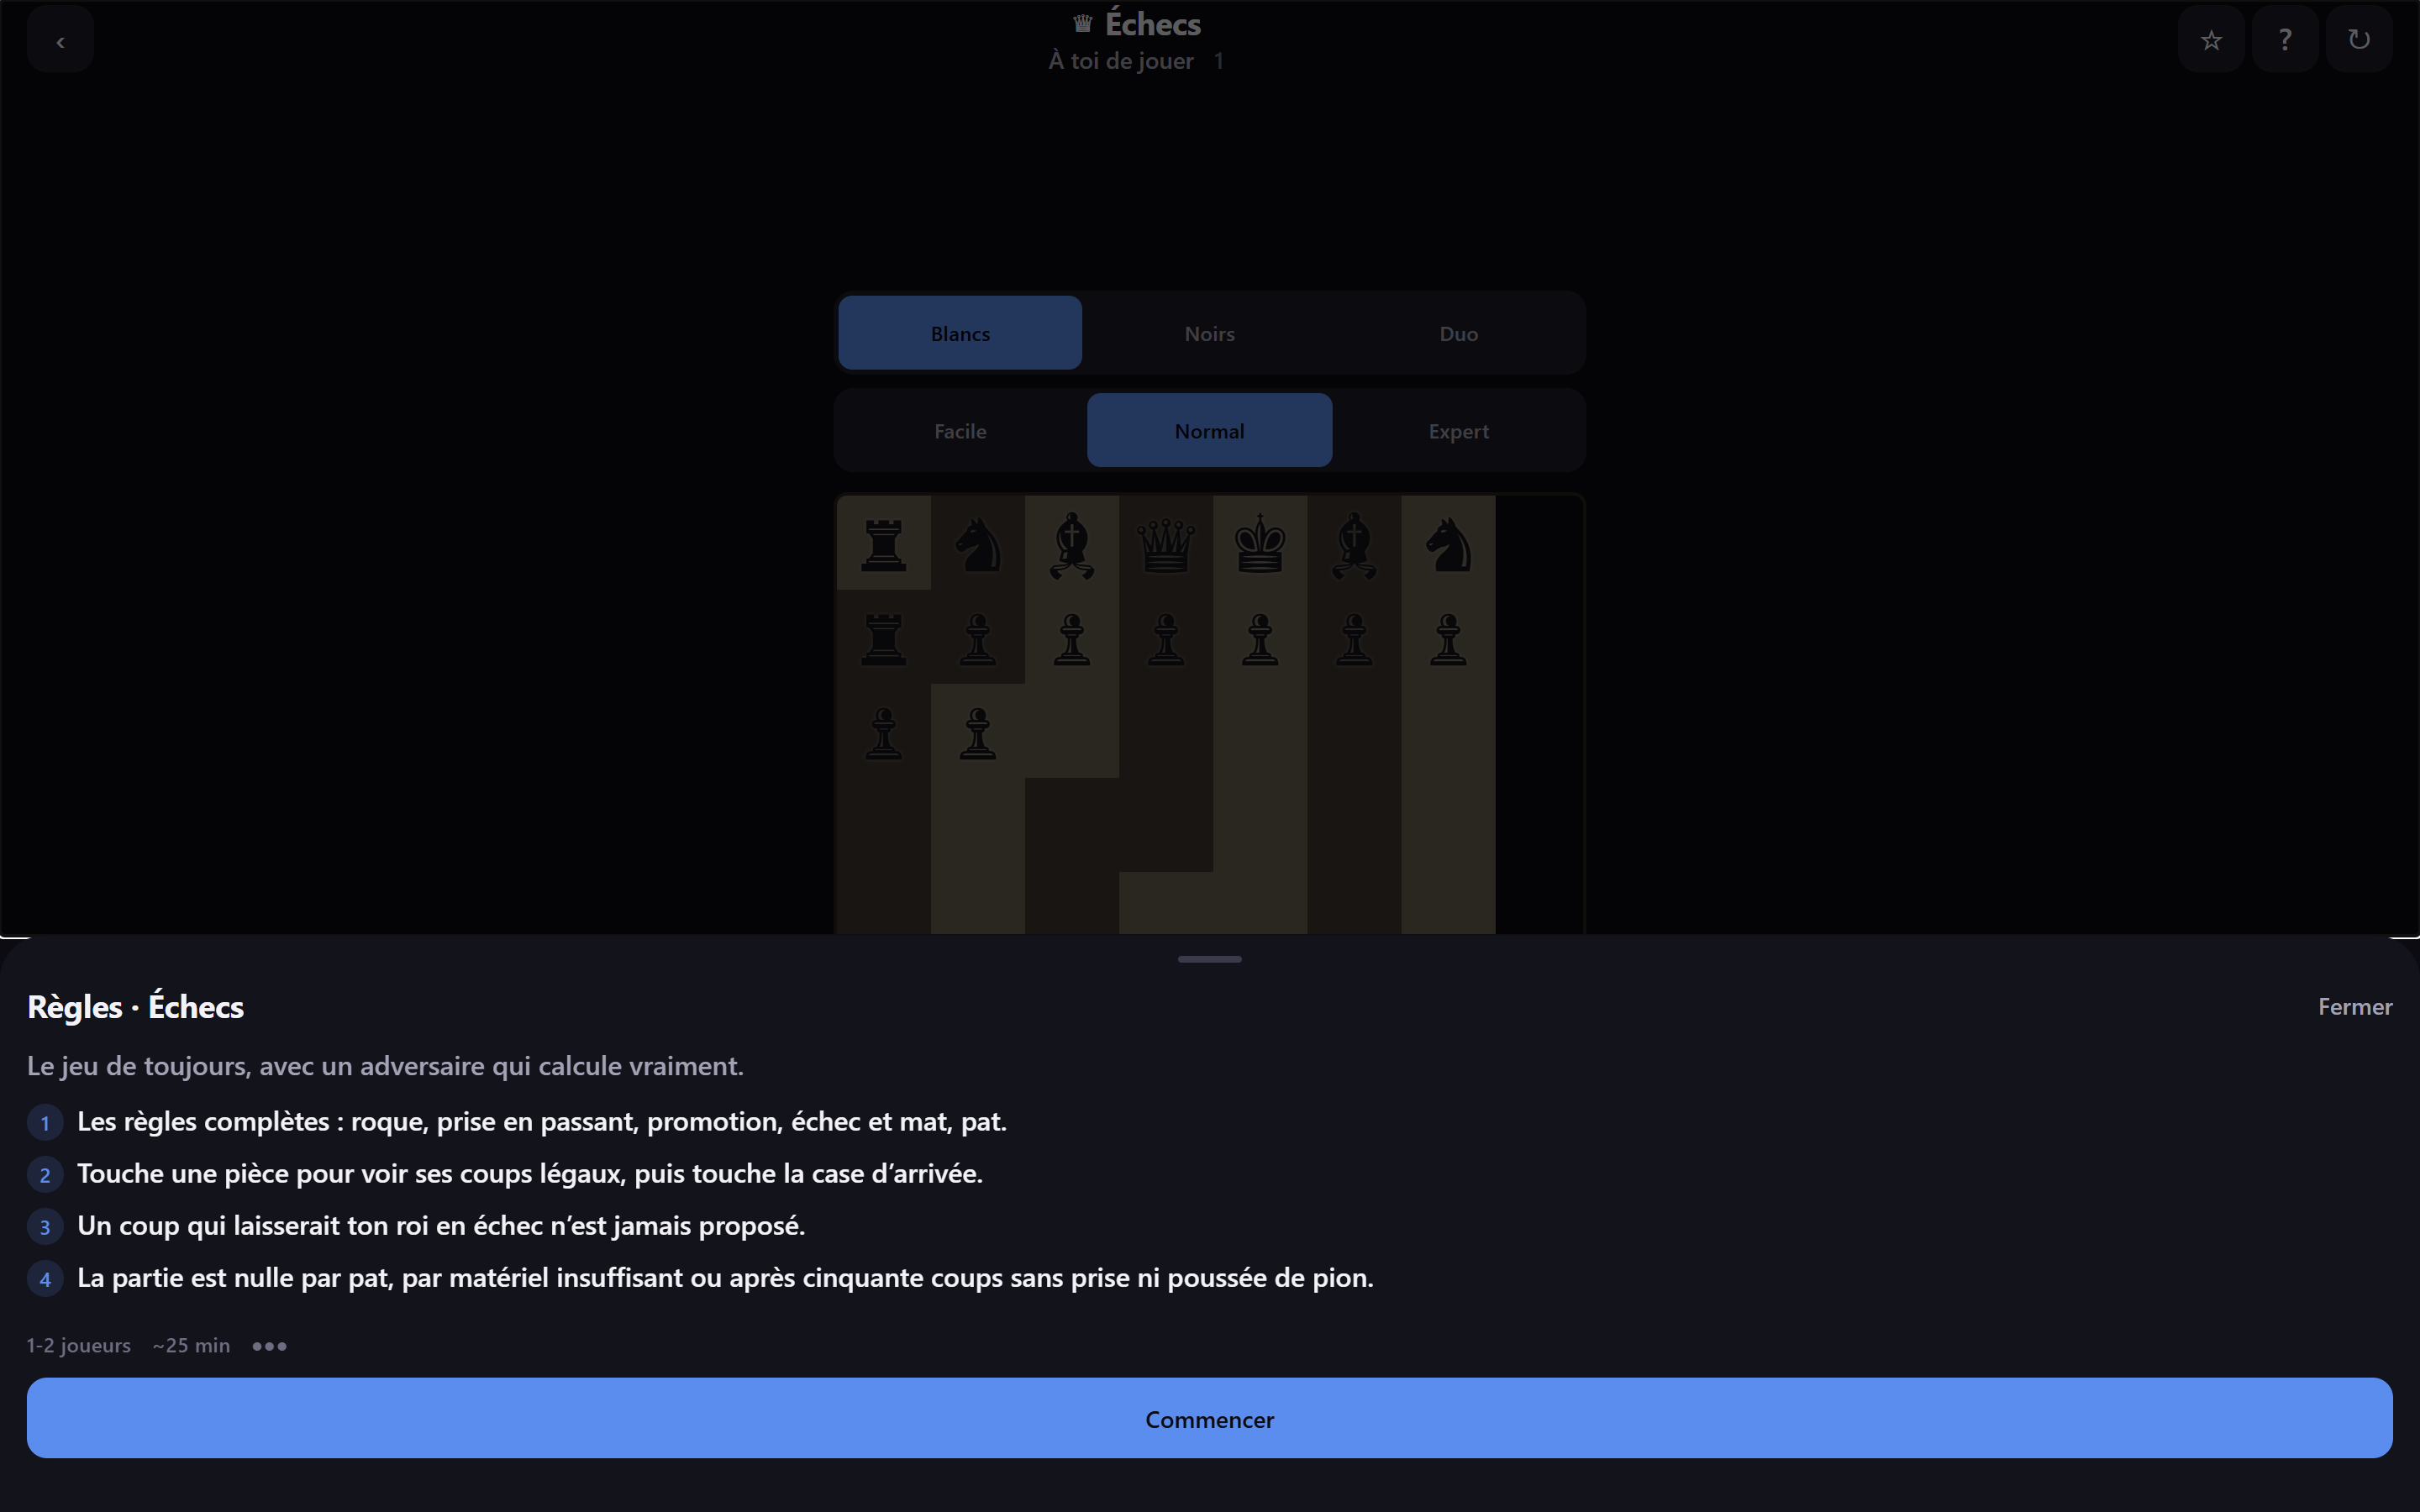 ‹
♛ Échecs
À toi de jouer 1
☆ ? ↻
Blancs Noirs Duo
Facile Normal Expert
Règles · Échecs
Fermer
Le jeu de toujours, avec un adversaire qui calcule vraiment.
1 Les règles complètes : roque, prise en passant, promotion, échec et mat, pat.
2 Touche une pièce pour voir ses coups légaux, puis touche la case d’arrivée.
3 Un coup qui laisserait ton roi en échec n’est jamais proposé.
4 La partie est nulle par pat, par matériel insuffisant ou après cinquante coups sans prise ni poussée de pion.
1-2 joueurs ~25 min ●●●
Commencer